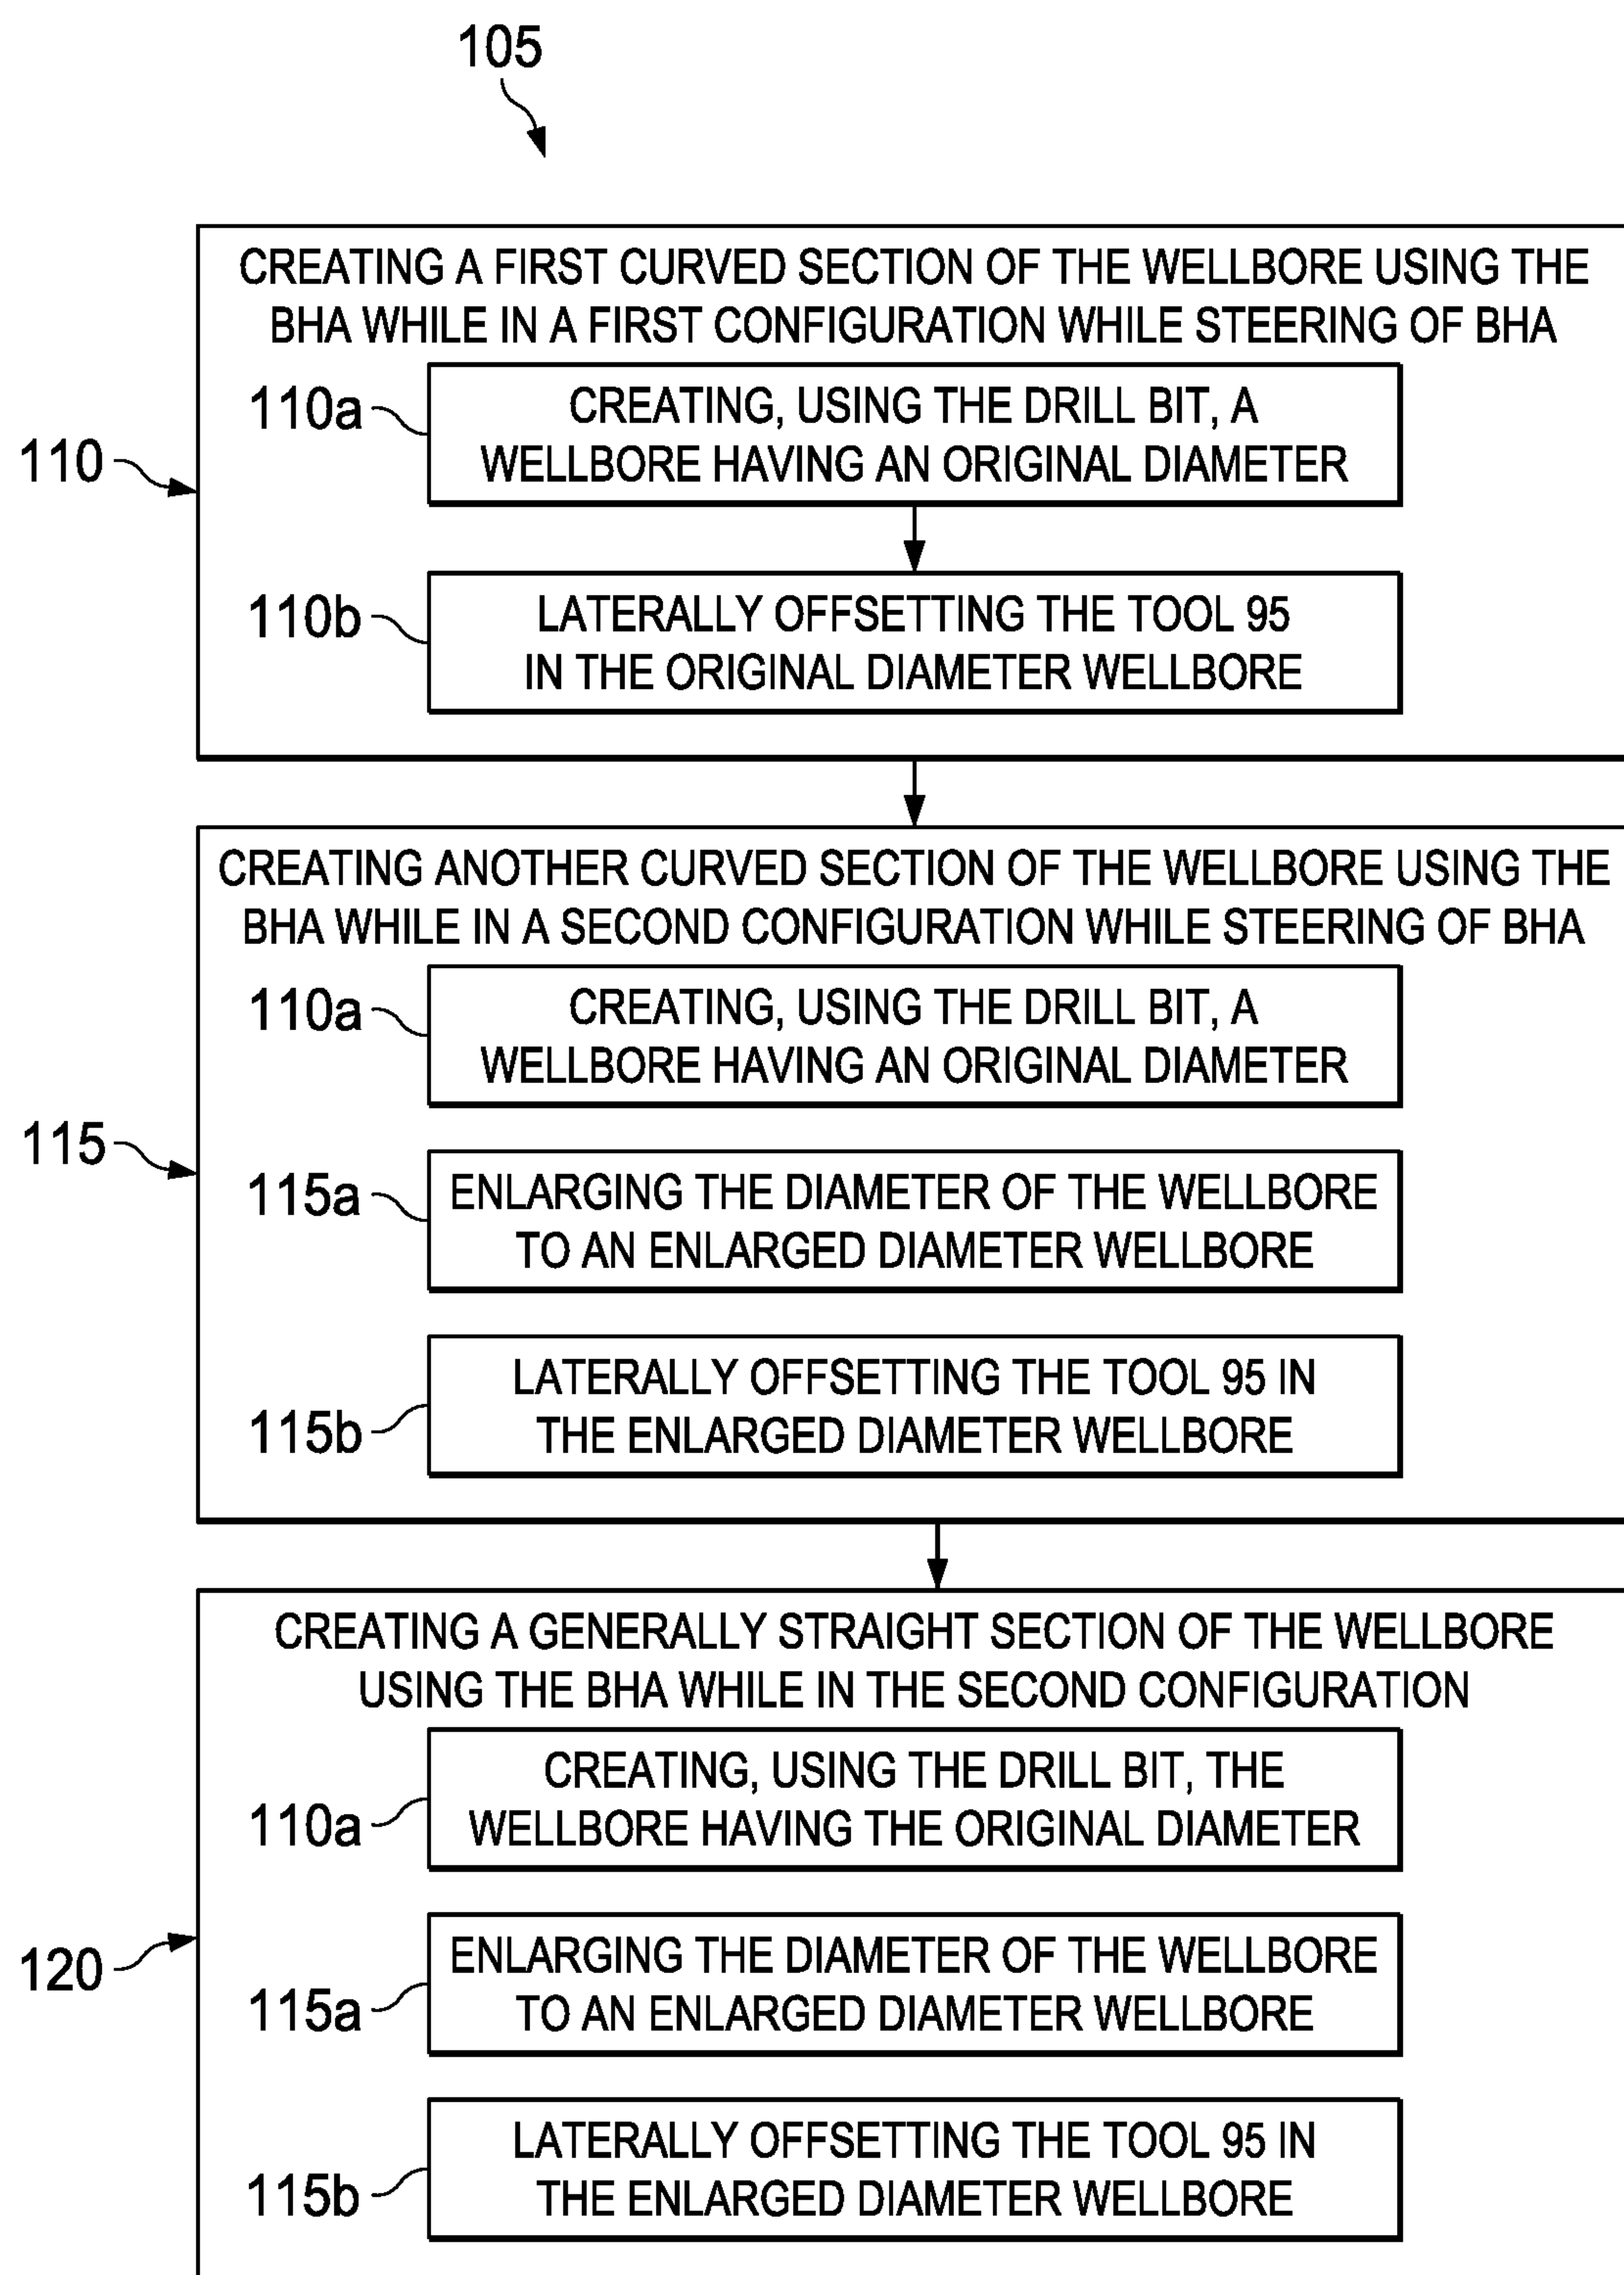 105
110
CREATING A FIRST CURVED SECTION OF THE WELLBORE USING THE
BHA WHILE IN A FIRST CONFIGURATION WHILE STEERING OF BHA
110a
CREATING, USING THE DRILL BIT, A
WELLBORE HAVING AN ORIGINAL DIAMETER
110b
LATERALLY OFFSETTING THE TOOL 95
IN THE ORIGINAL DIAMETER WELLBORE
115
CREATING ANOTHER CURVED SECTION OF THE WELLBORE USING THE
BHA WHILE IN A SECOND CONFIGURATION WHILE STEERING OF BHA
110a
CREATING, USING THE DRILL BIT, A
WELLBORE HAVING AN ORIGINAL DIAMETER
115a
ENLARGING THE DIAMETER OF THE WELLBORE
TO AN ENLARGED DIAMETER WELLBORE
115b
LATERALLY OFFSETTING THE TOOL 95 IN
THE ENLARGED DIAMETER WELLBORE
120
CREATING A GENERALLY STRAIGHT SECTION OF THE WELLBORE
USING THE BHA WHILE IN THE SECOND CONFIGURATION
110a
CREATING, USING THE DRILL BIT, THE
WELLBORE HAVING THE ORIGINAL DIAMETER
115a
ENLARGING THE DIAMETER OF THE WELLBORE
TO AN ENLARGED DIAMETER WELLBORE
115b
LATERALLY OFFSETTING THE TOOL 95 IN
THE ENLARGED DIAMETER WELLBORE